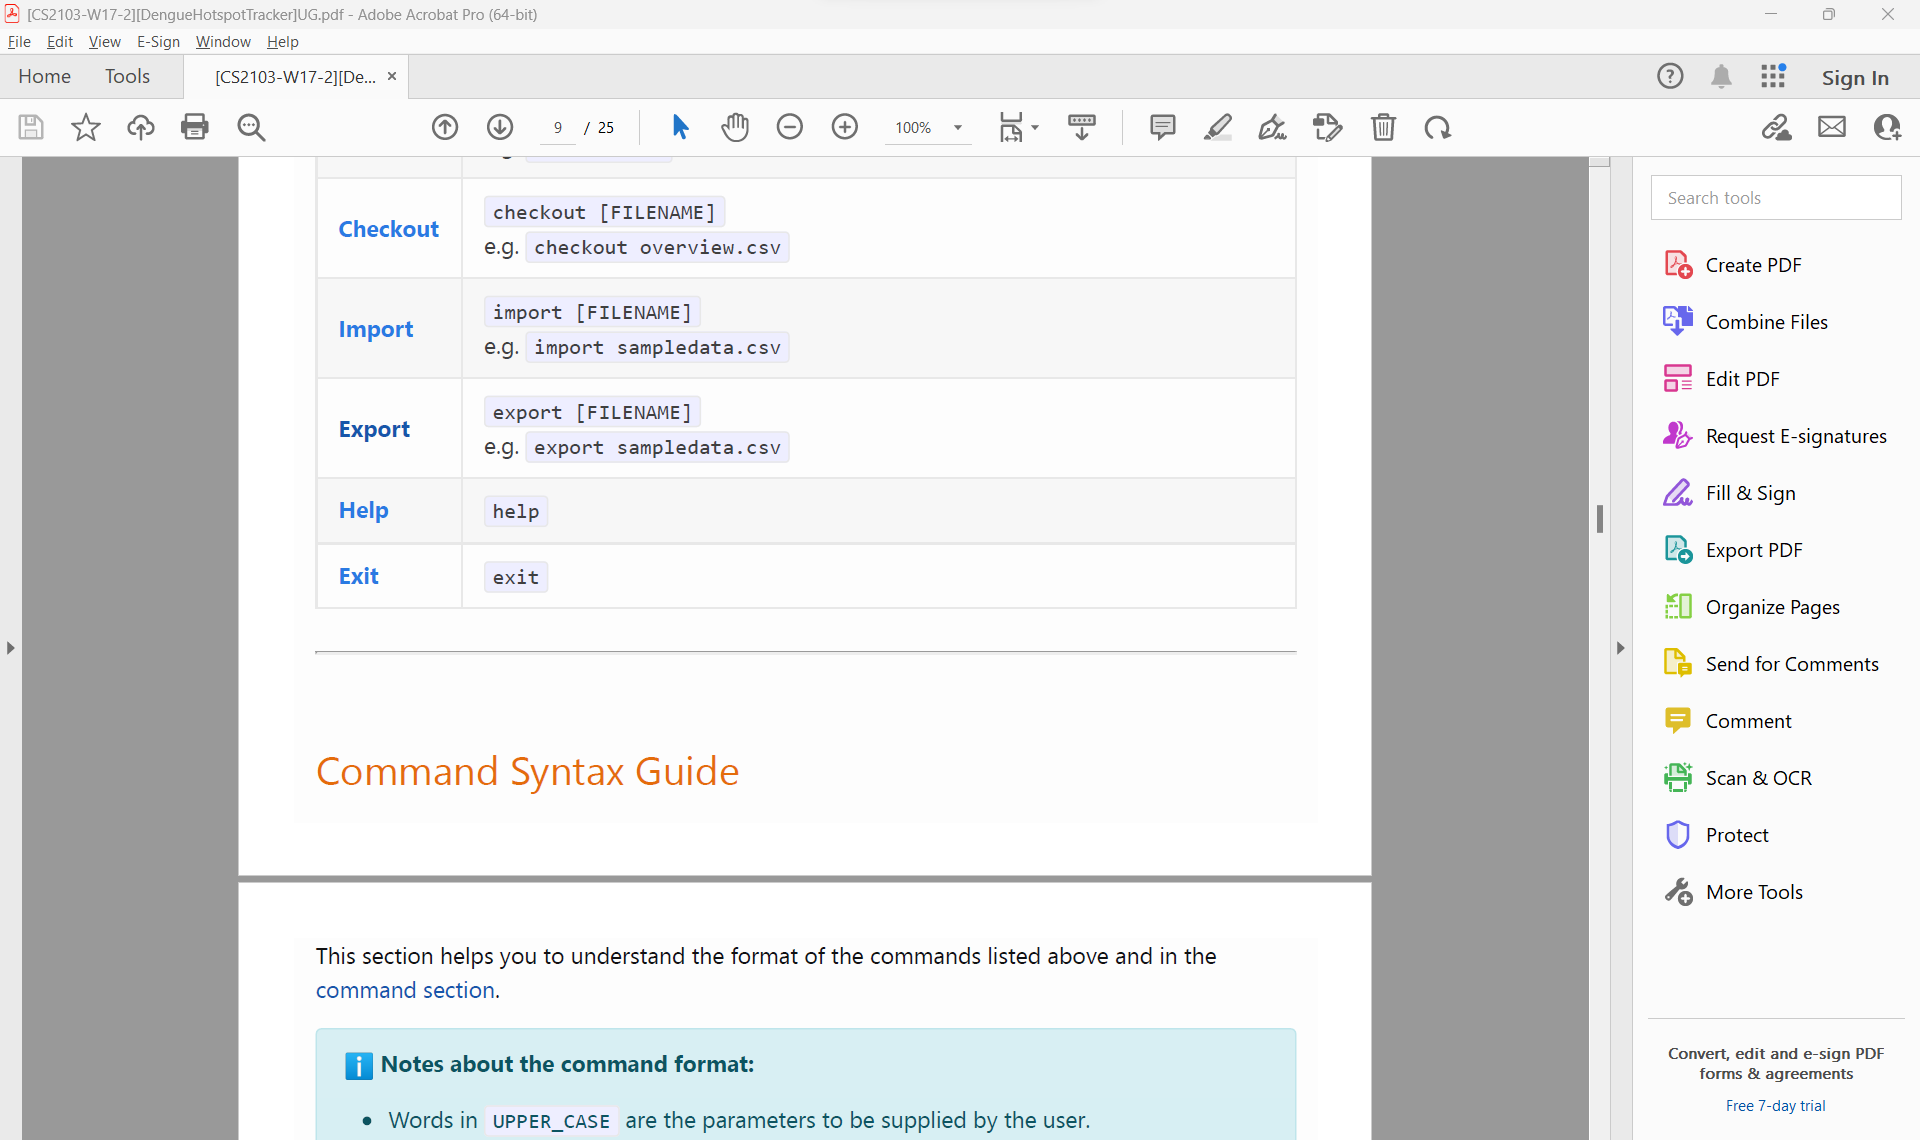 [CS2103-W17-2][DengueHotspotTracker]UG.pdf - Adobe Acrobat Pro (64-bit)
File Edit View E-Sign Window Help
Home Tools [CS2103-W17-2][De... × Sign In
9 / 25 100%
Checkout
checkout [FILENAME]
e.g. checkout overview.csv
Import
import [FILENAME]
e.g. import sampledata.csv
Export
export [FILENAME]
e.g. export sampledata.csv
Help
help
Exit
exit
Command Syntax Guide
This section helps you to understand the format of the commands listed above and in the
command section.
Notes about the command format:
• Words in UPPER_CASE are the parameters to be supplied by the user.
Search tools
Create PDF
Combine Files
Edit PDF
Request E-signatures
Fill & Sign
Export PDF
Organize Pages
Send for Comments
Comment
Scan & OCR
Protect
More Tools
Convert, edit and e-sign PDF
forms & agreements
Free 7-day trial